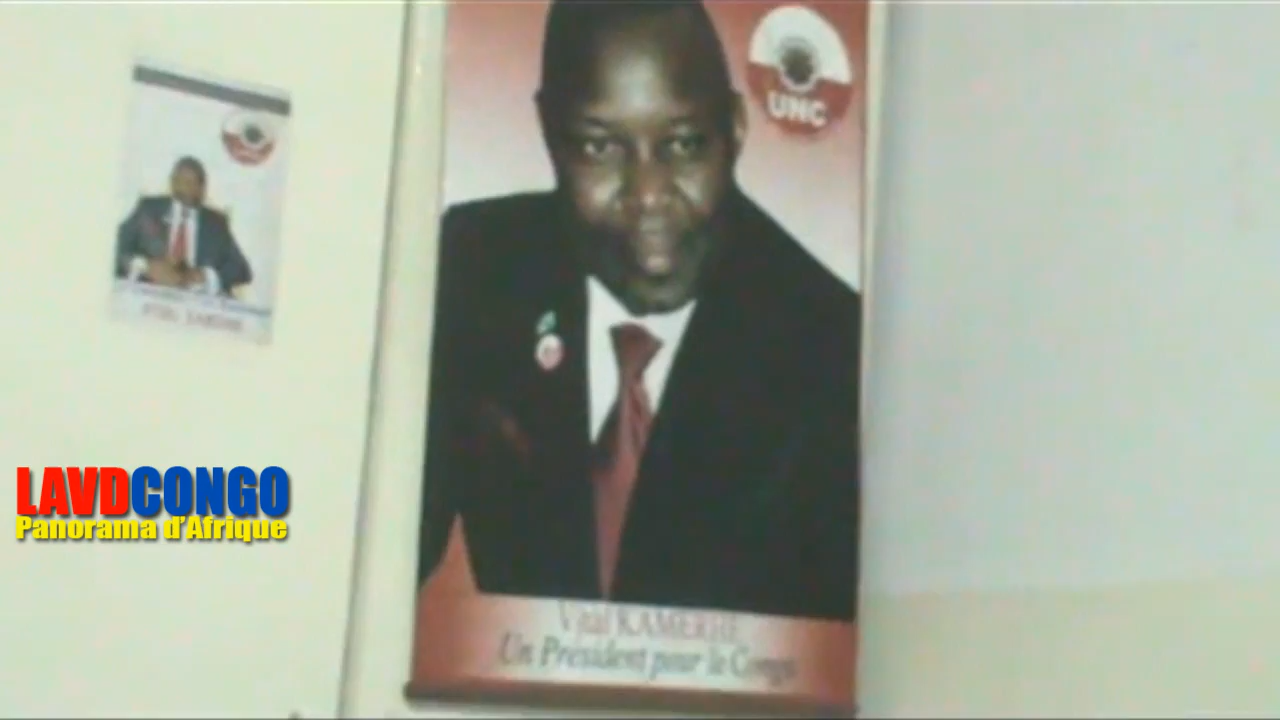 UNC
LAVDCONGO
Panorama d'Afrique
Vital KAMERHE
Un Président pour le Congo